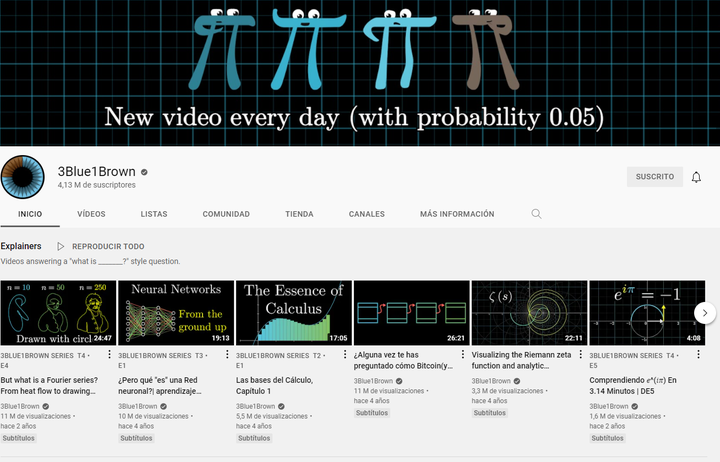 New video every day (with probability 0.05)
3Blue1Brown
4,13 M de suscriptores
SUSCRITO
INICIO
VÍDEOS
LISTAS
COMUNIDAD
TIENDA
CANALES
MÁS INFORMACIÓN
Explainers
REPRODUCIR TODO
Videos answering a "what is ______?" style question.
n = 10 n = 50 n = 250
Drawn with circl
24:47
3BLUE1BROWN SERIES T4 • E4
But what is a Fourier series? From heat flow to drawing…
3Blue1Brown
11 M de visualizaciones • hace 2 años
Subtítulos
Neural Networks
From the
ground up
19:13
3BLUE1BROWN SERIES T3 • E1
¿Pero qué "es" una Red neuronal?| aprendizaje…
3Blue1Brown
10 M de visualizaciones • hace 4 años
Subtítulos
The Essence of
Calculus
17:05
3BLUE1BROWN SERIES T2 • E1
Las bases del Cálculo, Capítulo 1
3Blue1Brown
5,5 M de visualizaciones • hace 4 años
Subtítulos
26:21
¿Alguna vez te has preguntado cómo Bitcoin(y…
3Blue1Brown
11 M de visualizaciones • hace 4 años
Subtítulos
ζ(s)
22:11
Visualizing the Riemann zeta function and analytic…
3Blue1Brown
3,3 M de visualizaciones • hace 4 años
Subtítulos
e^{iπ} = −1
4:08
3BLUE1BROWN SERIES T4 • E5
Comprendiendo e^(iπ) En 3.14 Minutos | DE5
3Blue1Brown
1,6 M de visualizaciones • hace 2 años
Subtítulos